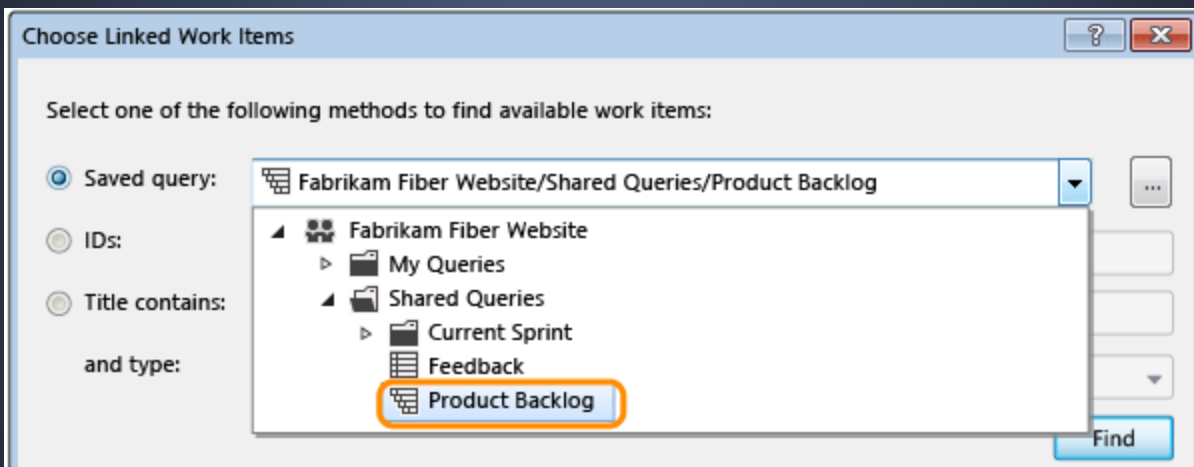 Choose Linked Work Items
?
Select one of the following methods to find available work items:
Saved query:
Fabrikam Fiber Website/Shared Queries/Product Backlog
...
Fabrikam Fiber Website
IDs:
My Queries
Title contains:
Shared Queries
Current Sprint
and type:
Feedback
Product Backlog
Find